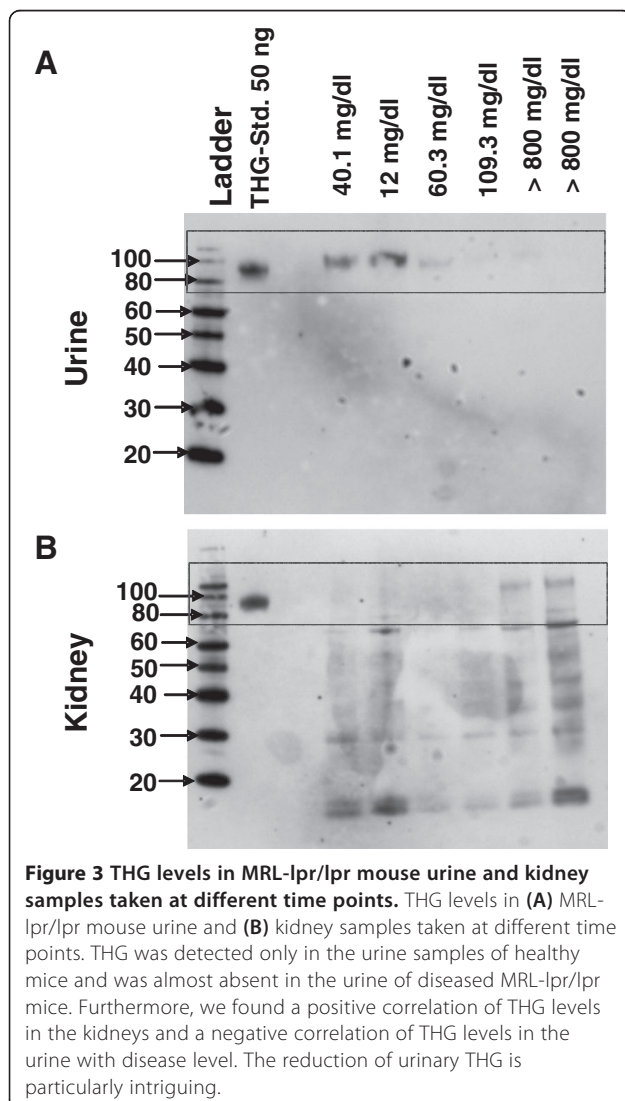 A
Ladder
THG-Std. 50 ng
40.1 mg/dl
12 mg/dl
60.3 mg/dl
109.3 mg/dl
> 800 mg/dl
> 800 mg/dl
Urine
100
80
60
50
40
30
20
B
Kidney
100
80
60
50
40
30
20
Figure 3 THG levels in MRL-lpr/lpr mouse urine and kidney
samples taken at different time points. THG levels in (A) MRL-
lpr/lpr mouse urine and (B) kidney samples taken at different time
points. THG was detected only in the urine samples of healthy
mice and was almost absent in the urine of diseased MRL-lpr/lpr
mice. Furthermore, we found a positive correlation of THG levels
in the kidneys and a negative correlation of THG levels in the
urine with disease level. The reduction of urinary THG is
particularly intriguing.